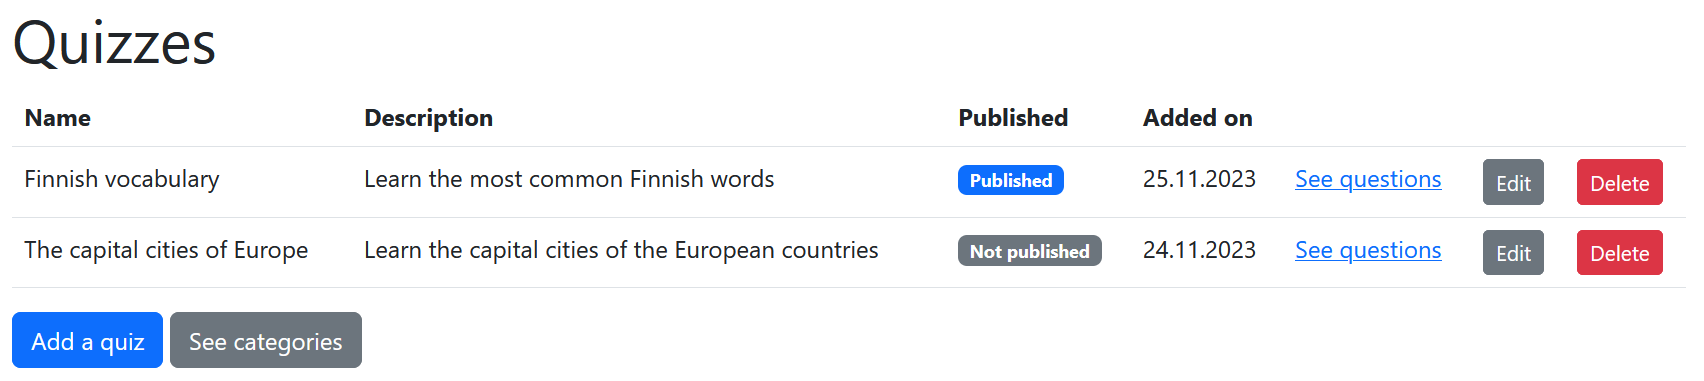 Quizzes
Name Description Published Added on
Finnish vocabulary Learn the most common Finnish words Published 25.11.2023 See questions Edit Delete
The capital cities of Europe Learn the capital cities of the European countries Not published 24.11.2023 See questions Edit Delete
Add a quiz See categories